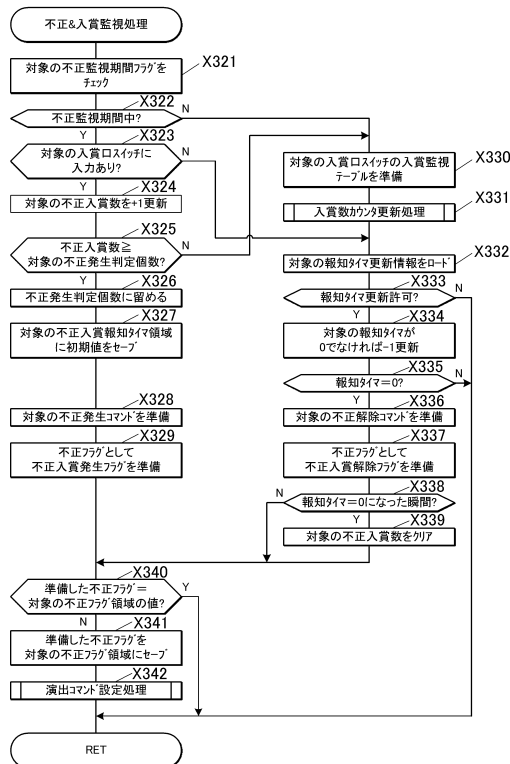 不正&入賞監視処理
対象の不正監視期間フラグを
チェック
X321
X322
不正監視期間中?
N
Y
X323
対象の入賞口スイッチに
入力あり?
N
Y
X324
対象の不正入賞数を+1更新
X325
不正入賞数≧
対象の不正発生判定個数?
N
Y
X326
不正発生判定個数に留める
X327
対象の不正入賞報知タイマ領域
に初期値をセーブ
X328
対象の不正発生コマンドを準備
X329
不正フラグとして
不正入賞発生フラグを準備
対象の入賞口スイッチの入賞監視
テーブルを準備
X330
X331
入賞数カウンタ更新処理
X332
対象の報知タイマ更新情報をロード
X333
報知タイマ更新許可?
N
Y
X334
対象の報知タイマが
0でなければ-1更新
X335
報知タイマ=0?
N
Y
X336
対象の不正解除コマンドを準備
X337
不正フラグとして
不正入賞解除フラグを準備
X338
N
報知タイマ=0になった瞬間?
Y
X339
対象の不正入賞数をクリア
X340
準備した不正フラグ=
対象の不正フラグ領域の値?
Y
N
X341
準備した不正フラグを
対象の不正フラグ領域にセーブ
X342
演出コマンド設定処理
RET